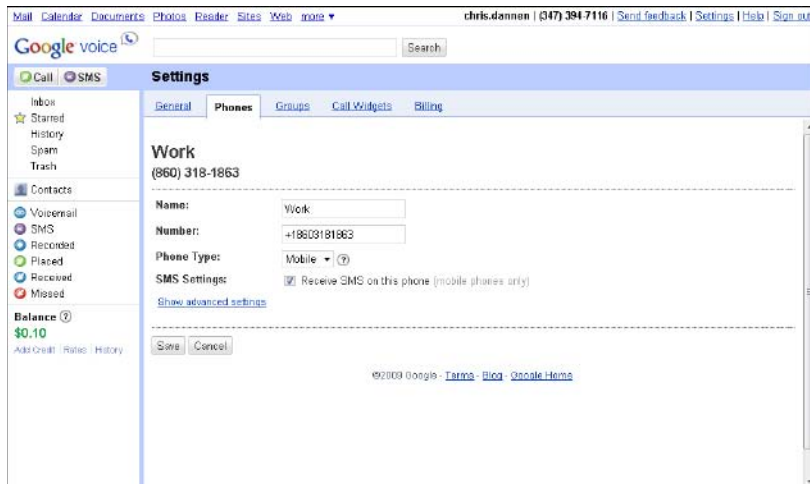 Mail Calendar Documents Photos Reader Sites Web more ▼
chris.dannen | (347) 394-7116 | Send feedback | Settings | Help | Sign out
Google voice
Search
Call SMS
Settings
Inbox
Starred
History
Spam
Trash
Contacts
Voicemail
SMS
Recorded
Placed
Received
Missed
Balance ?
$0.10
Add Credit | Rates | History
General Phones Groups Call Widgets Billing
Work
(860) 318-1863
Name: Work
Number: +18603181863
Phone Type: Mobile ?
SMS Settings: Receive SMS on this phone (mobile phones only)
Show advanced settings
Save Cancel
©2009 Google - Terms - Blog - Google Home